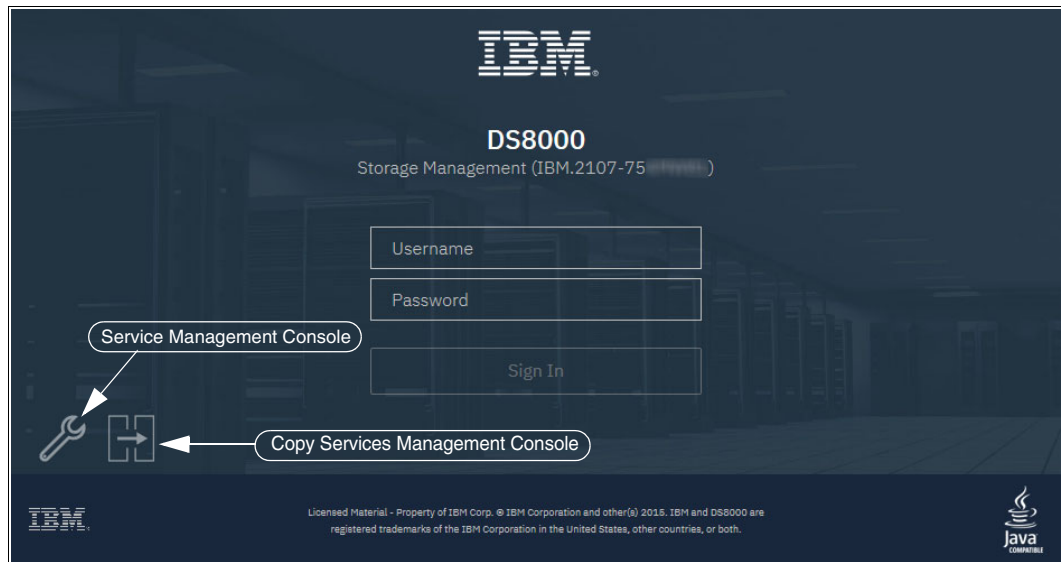 IBM®
DS8000
Storage Management (IBM.2107-75 )
Username
Password
Service Management Console
Sign In
Copy Services Management Console
IBM.
Licensed Material - Property of IBM Corp. © IBM Corporation and other(s) 2015. IBM and DS8000 are
registered trademarks of the IBM Corporation in the United States, other countries, or both.
Java
COMPATIBLE